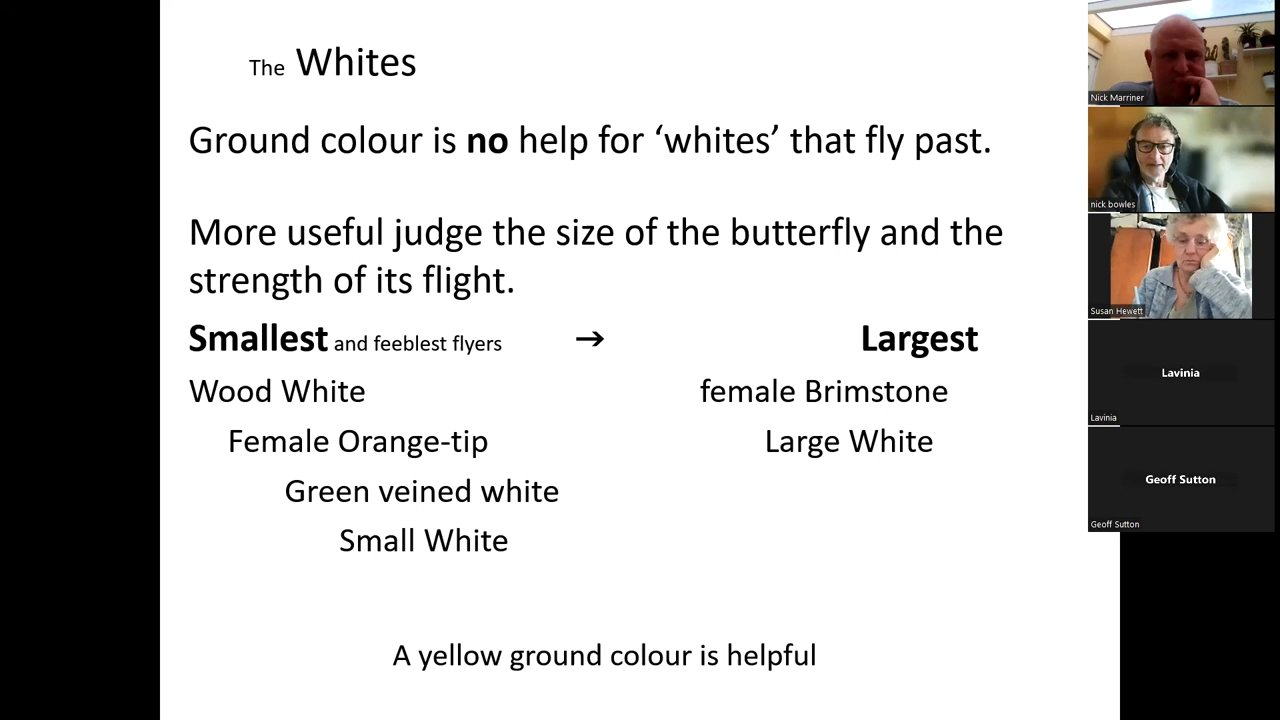 The Whites
Ground colour is no help for ‘whites’ that fly past.
More useful judge the size of the butterfly and the
strength of its flight.
Smallest and feeblest flyers → Largest
Wood White female Brimstone
Female Orange-tip Large White
Green veined white
Small White
A yellow ground colour is helpful
Nick Marriner
nick bowles
Susan Hewett
Lavinia
Lavinia
Geoff Sutton
Geoff Sutton